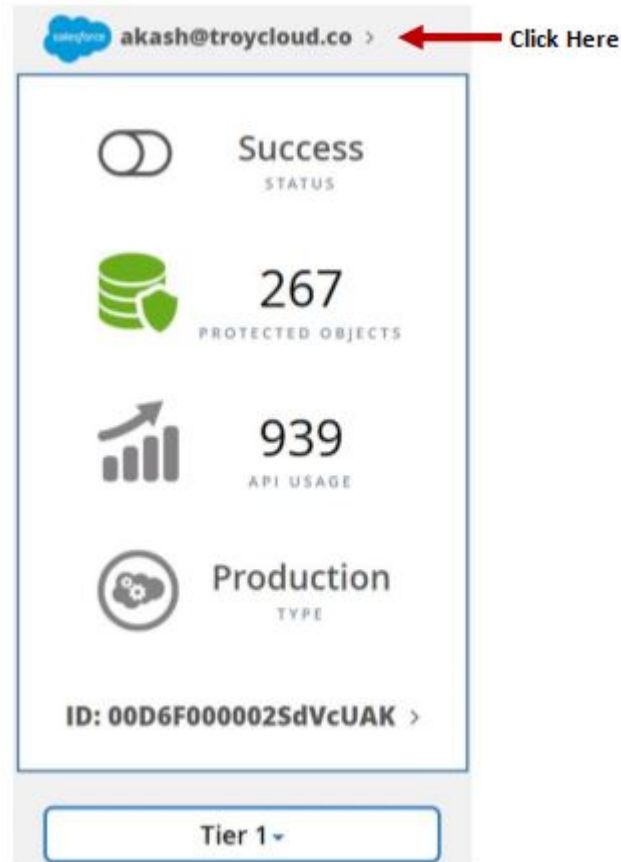 salesforce akash@troycloud.co > Click Here
Success
STATUS
267
PROTECTED OBJECTS
939
API USAGE
Production
TYPE
ID: 00D6F000002SdVcUAK >
Tier 1